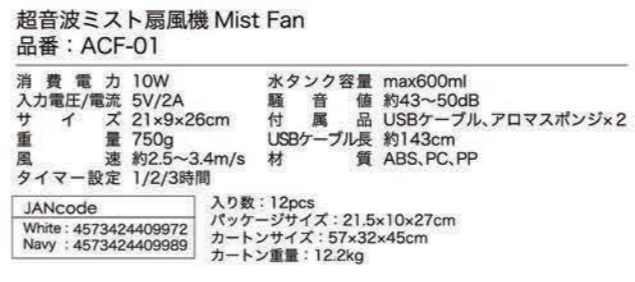 超音波ミスト扇風機 Mist Fan
品番：ACF-01
消費電力 10W
入力電圧/電流 5V/2A
サイズ 21×9×26cm
重量 750g
風速 約2.5〜3.4m/s
タイマー設定 1/2/3時間
水タンク容量 max600ml
騒音値 約43〜50dB
付属品 USBケーブル、アロマスポンジ×2
USBケーブル長 約143cm
材質 ABS、PC、PP
JANcode
White：4573424409972
Navy：4573424409989
入り数：12pcs
パッケージサイズ：21.5×10×27cm
カートンサイズ：57×32×45cm
カートン重量：12.2kg